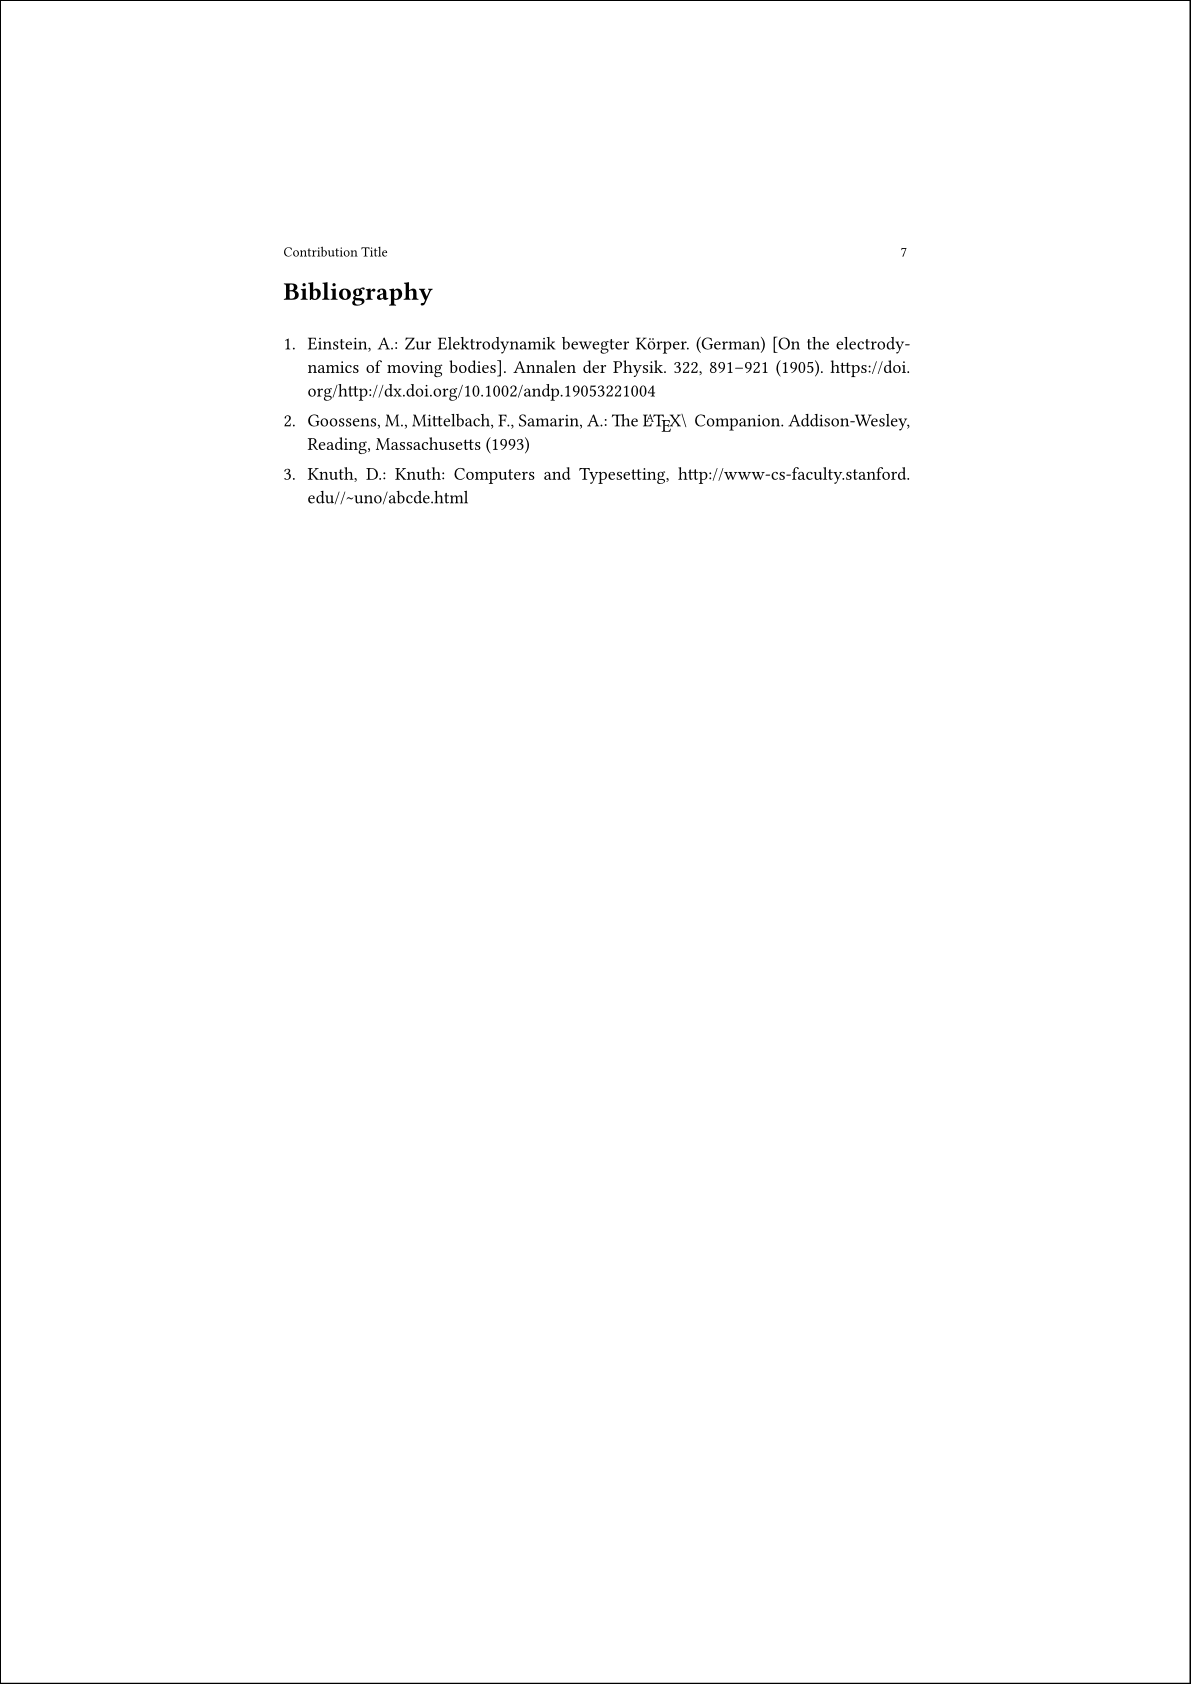 Contribution Title 7
Bibliography
1. Einstein, A.: Zur Elektrodynamik bewegter Körper. (German) [On the electrody-
namics of moving bodies]. Annalen der Physik. 322, 891–921 (1905). https://doi.
org/http://dx.doi.org/10.1002/andp.19053221004
2. Goossens, M., Mittelbach, F., Samarin, A.: The LATEX\ Companion. Addison-Wesley,
Reading, Massachusetts (1993)
3. Knuth, D.: Knuth: Computers and Typesetting, http://www-cs-faculty.stanford.
edu//~uno/abcde.html